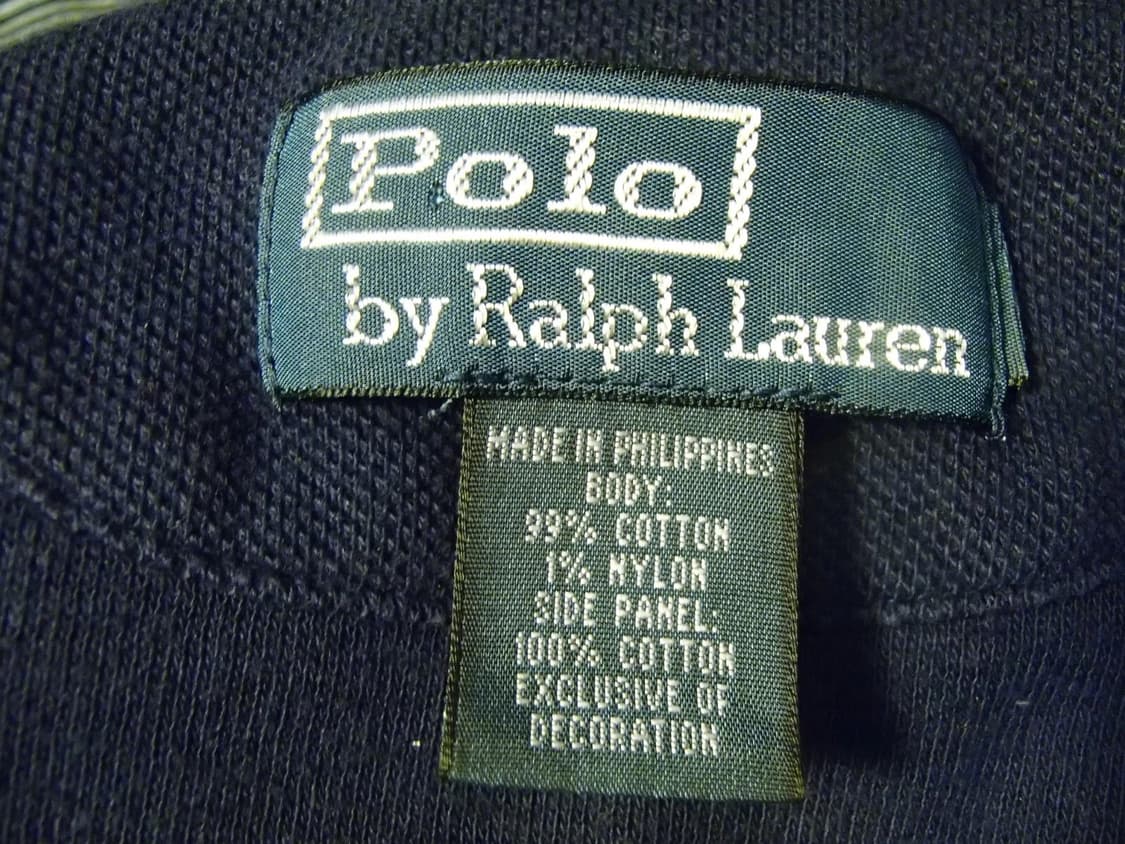 Polo
by Ralph Lauren
MADE IN PHILIPPINES
BODY:
99% COTTON
1% NYLON
SIDE PANEL:
100% COTTON
EXCLUSIVE OF
DECORATION